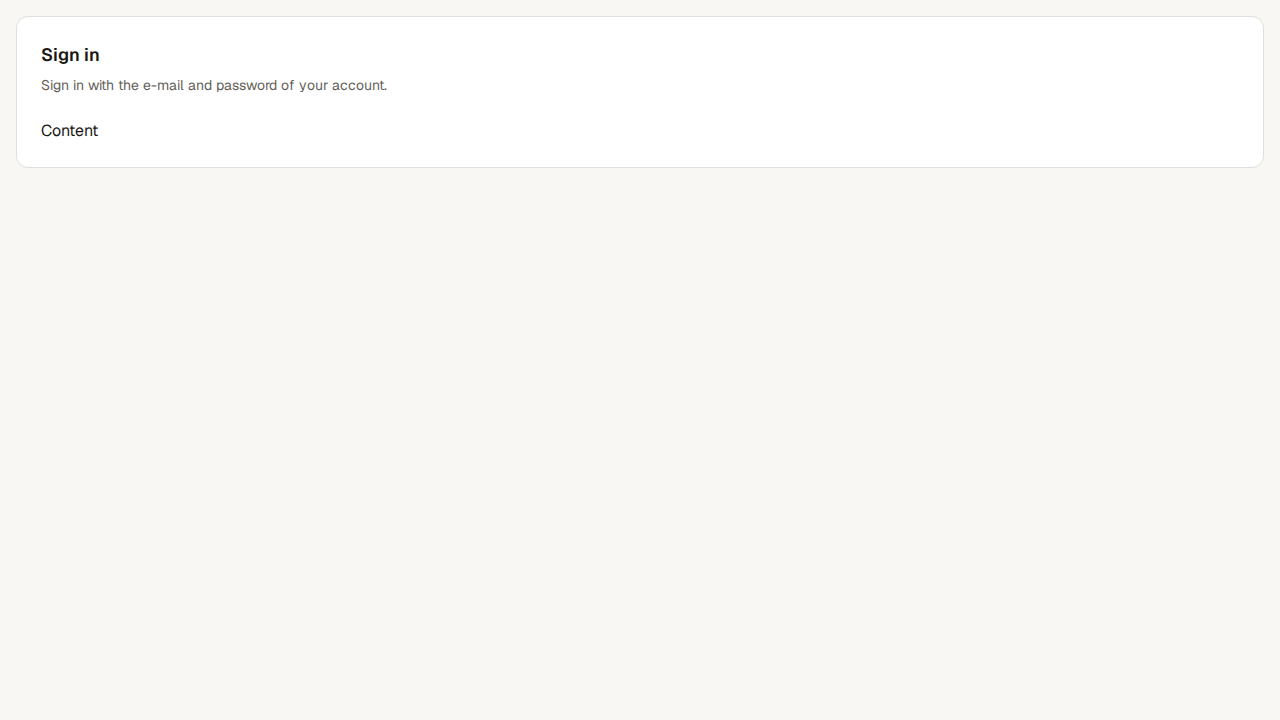 Sign in
Sign in with the e-mail and password of your account.
Content